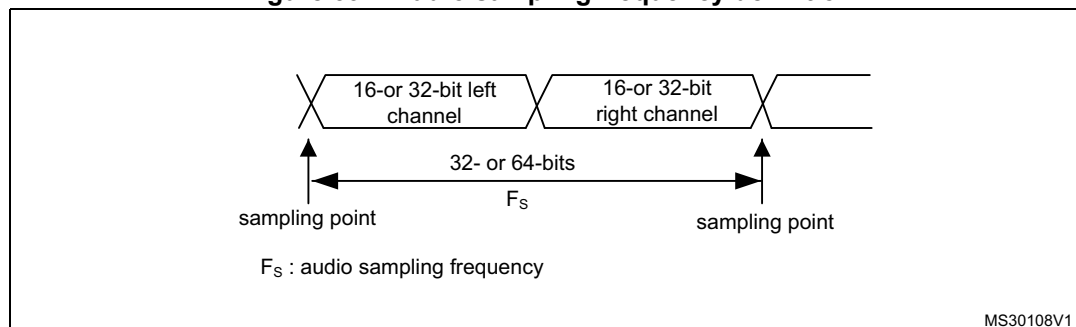 16-or 32-bit left
channel
16-or 32-bit
right channel
32- or 64-bits
FS
sampling point
sampling point
FS : audio sampling frequency
MS30108V1